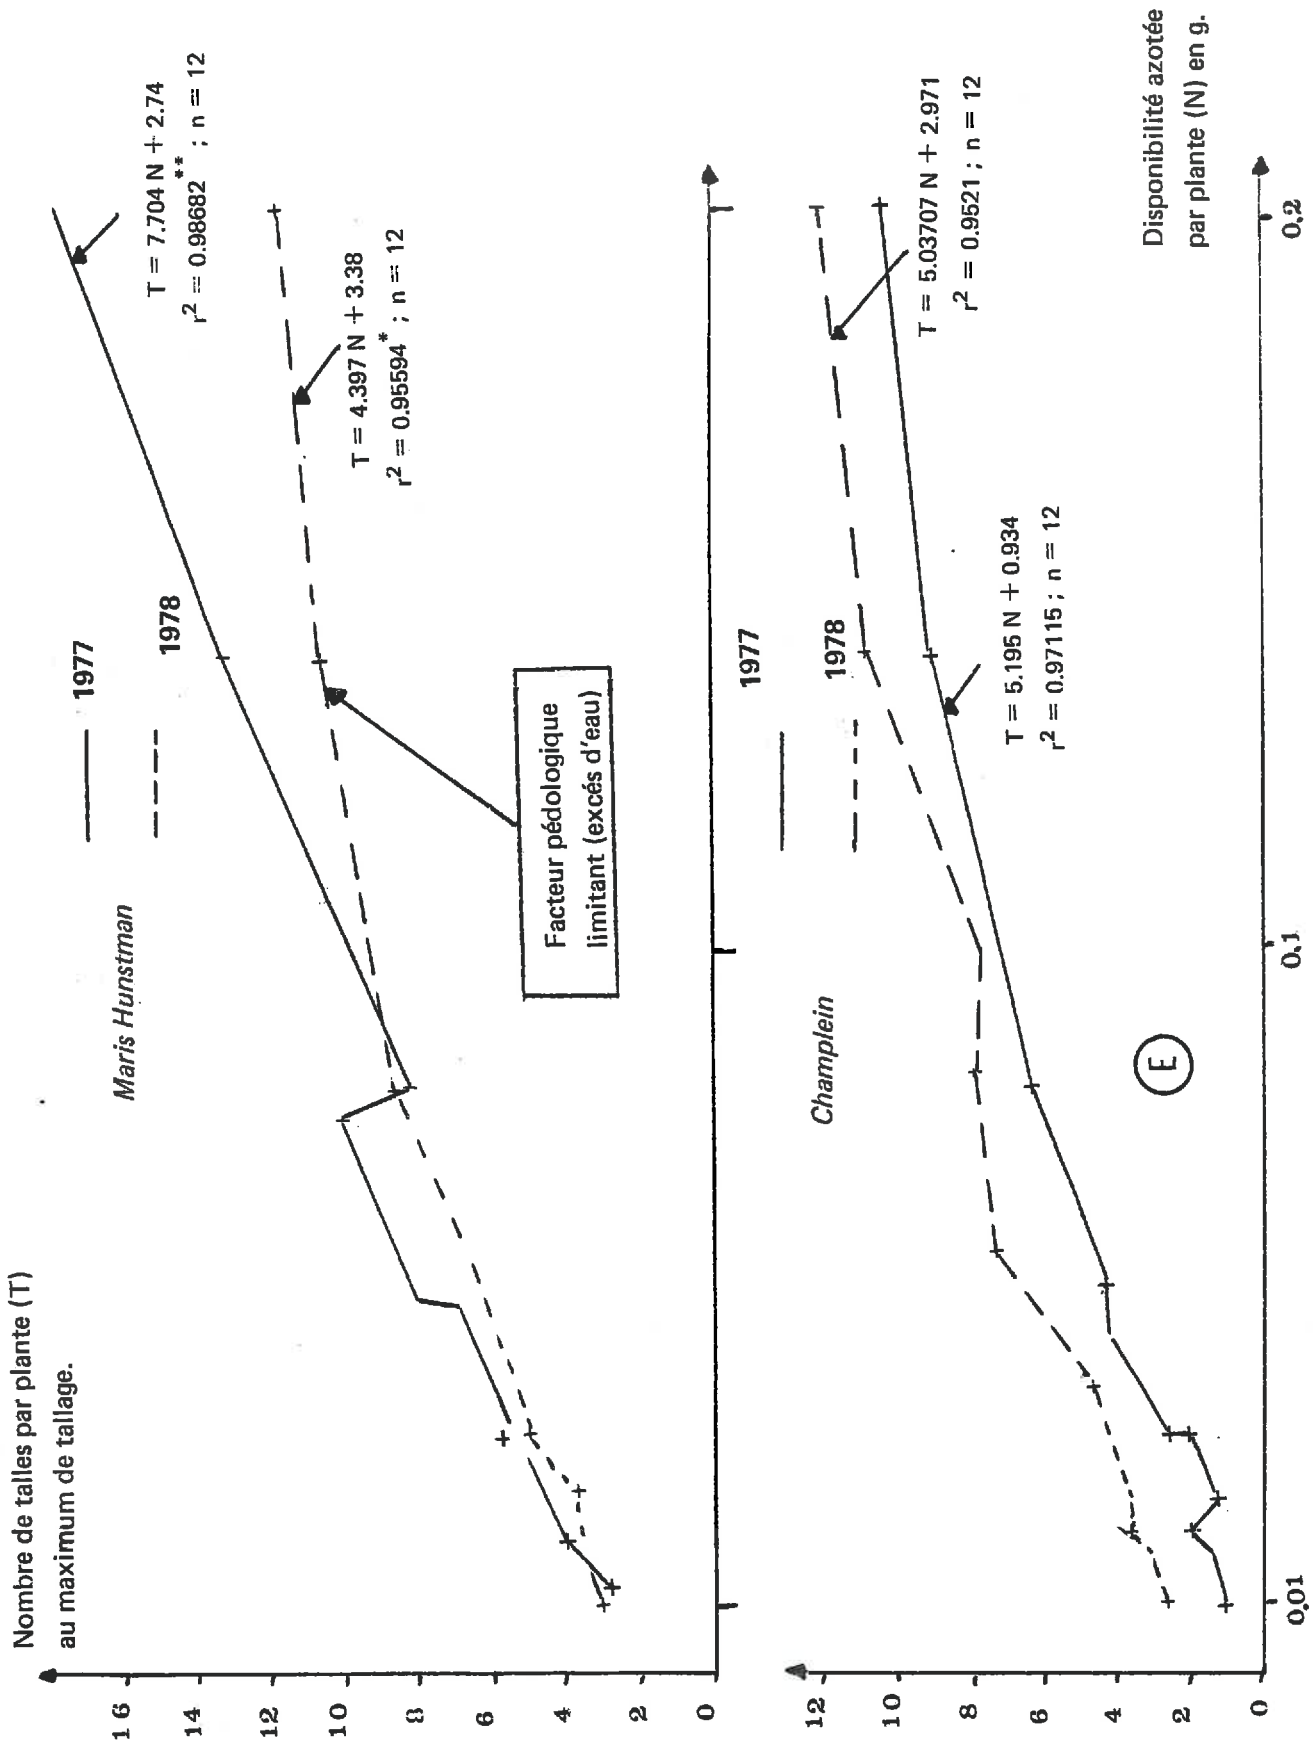 Nombre de talles par plante (T)
au maximum de tallage.
16
14
12
10
8
6
4
2
0
Maris Hunstman
1977
1978
T = 7.704 N + 2.74
r² = 0.98682** ; n = 12
T = 4.397 N + 3.38
r² = 0.95594* ; n = 12
Facteur pédologique
limitant (excés d'eau)
12
10
8
6
4
2
0
Champlein
1977
1978
T = 5.03707 N + 2.971
r² = 0.9521 ; n = 12
T = 5.195 N + 0.934
r² = 0.97115 ; n = 12
E
0.01
0.1
0.2
Disponibilité azotée
par plante (N) en g.